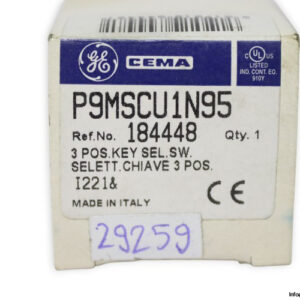 GE CEMA
UL
C US
LISTED
IND. CONT. EQ.
910Y
P9MSCU1N95
Ref.No. 184448 Qty. 1
3 POS.KEY SEL.SW.
SELETT.CHIAVE 3 POS.
I221&
CE
MADE IN ITALY
29259